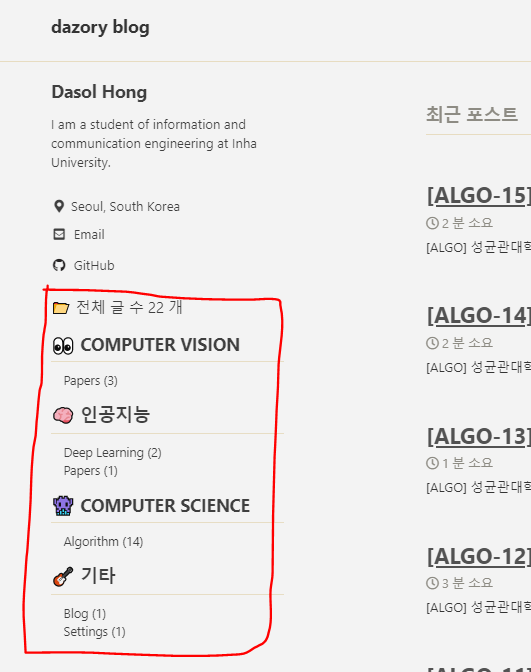 dazory blog
Dasol Hong
I am a student of information and
communication engineering at Inha
University.
Seoul, South Korea
Email
GitHub
전체 글 수 22 개
COMPUTER VISION
Papers (3)
인공지능
Deep Learning (2)
Papers (1)
COMPUTER SCIENCE
Algorithm (14)
기타
Blog (1)
Settings (1)
최근 포스트
[ALGO-15]
2 분 소요
[ALGO] 성균관대학
[ALGO-14]
2 분 소요
[ALGO] 성균관대학
[ALGO-13]
1 분 소요
[ALGO] 성균관대학
[ALGO-12]
3 분 소요
[ALGO] 성균관대학